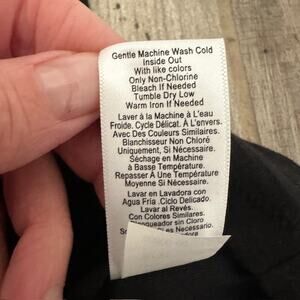 Gentle Machine Wash Cold
Inside Out
With like colors
Only Non-Chlorine
Bleach If Needed
Tumble Dry Low
Warm Iron If Needed
Laver à la Machine à L'eau
Froide. Cycle Délicat. À L'envers.
Avec Des Couleurs Similaires.
Blanchisseur Non Chloré
Uniquement, Si Nécessaire.
Séchage en Machine
à Basse Température.
Repasser À Une Température
Moyenne Si Nécessaire.
Lavar en Lavadora con
Agua Fría .Ciclo Delicado.
Lavar al Revés.
Con Colores Similares.
sin Cloro